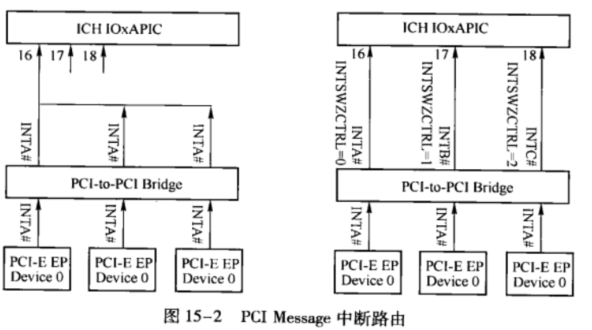 ICH IOxAPIC
16 17 18
INTA# INTA# INTA#
PCI-to-PCI Bridge
INTA# INTA# INTA#
PCI-E EP Device 0
PCI-E EP Device 0
PCI-E EP Device 0
ICH IOxAPIC
16 17 18
INTSWZCTRL=0 INTA#
INTSWZCTRL=1 INTB#
INTSWZCTRL=2 INTC#
PCI-to-PCI Bridge
INTA# INTA# INTA#
PCI-E EP Device 0
PCI-E EP Device 0
PCI-E EP Device 0
图 15-2 PCI Message 中断路由